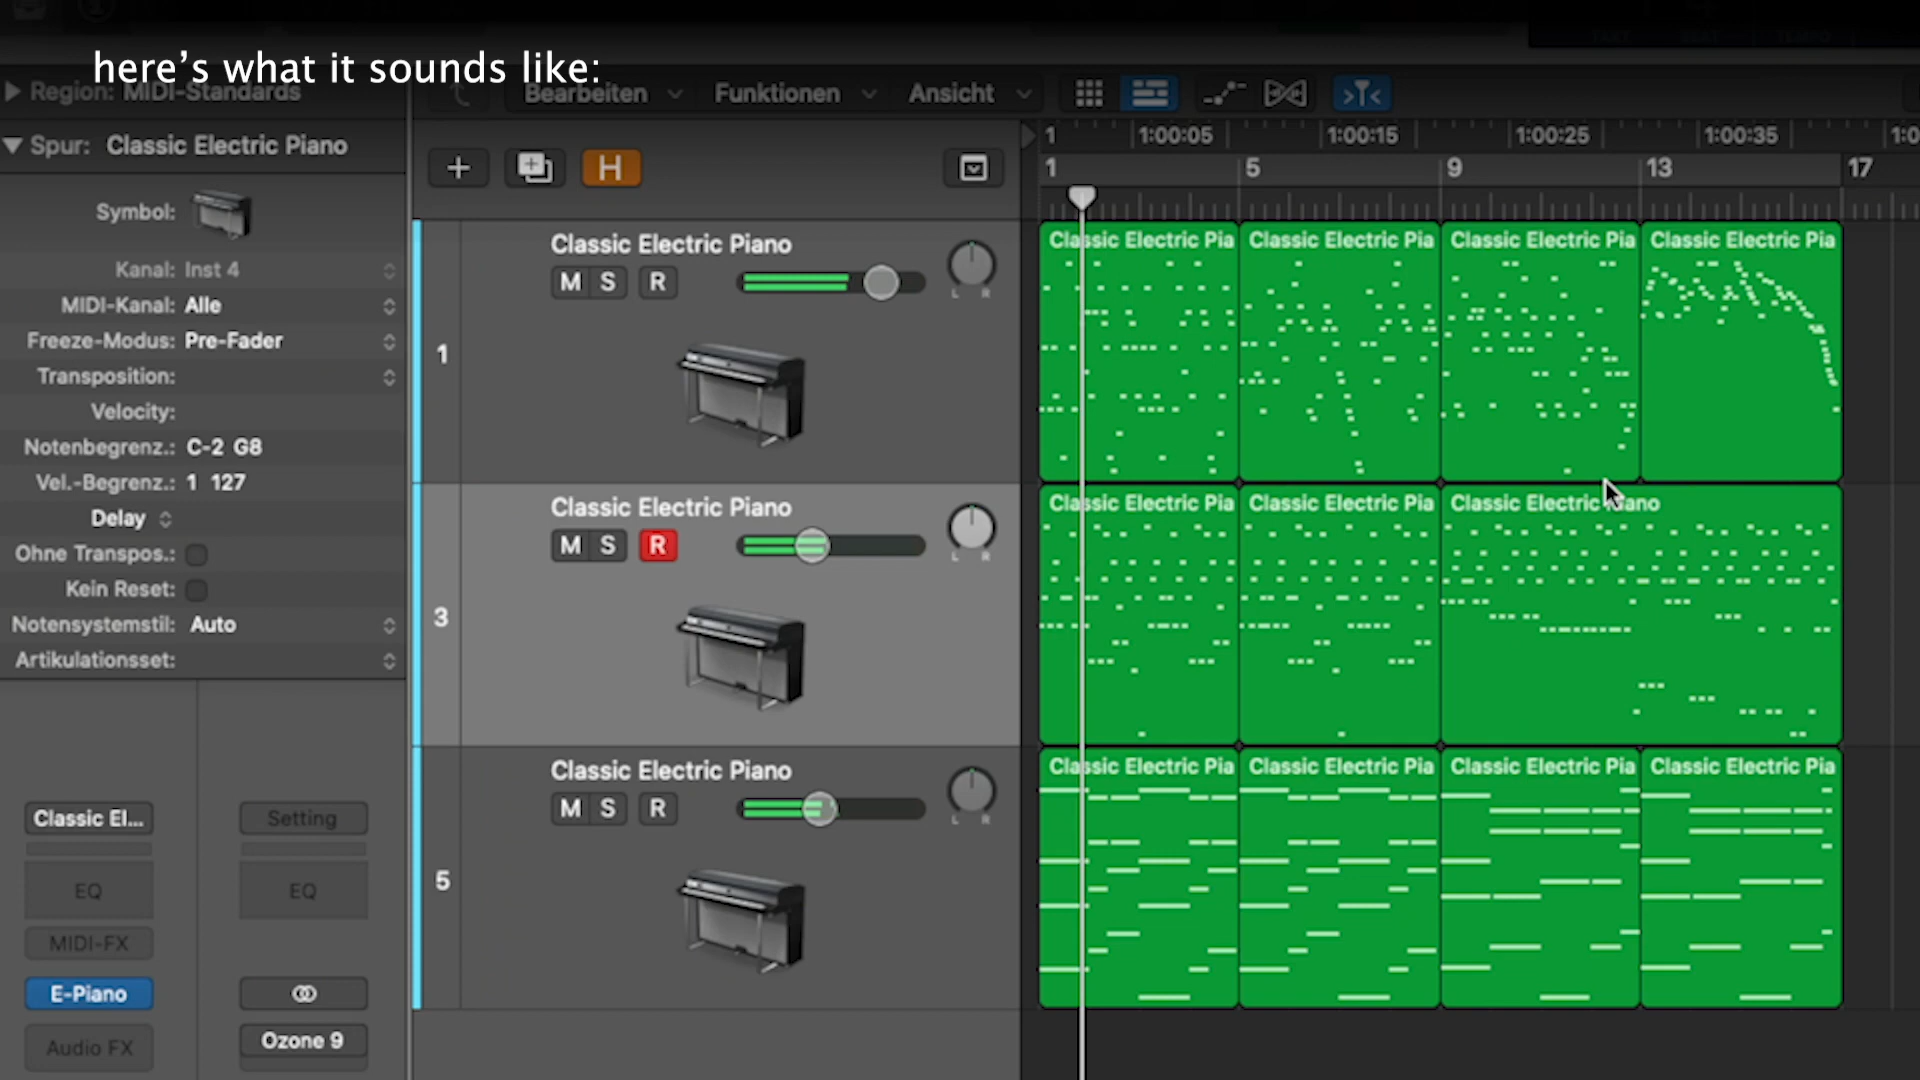 here's what it sounds like:
Region: MIDI-Standards
Bearbeiten Funktionen Ansicht
Spur: Classic Electric Piano
1 1:00:05 1:00:15 1:00:25 1:00:35
1 5 9 13 17
H
Symbol:
Kanal: Inst 4
MIDI-Kanal: Alle
Freeze-Modus: Pre-Fader
Transposition:
Velocity:
Notenbegrenz.: C-2 G8
Vel.-Begrenz.: 1 127
Delay
Ohne Transpos.:
Kein Reset:
Notensystemstil: Auto
Artikulationsset:
Classic El...
EQ
MIDI-FX
E-Piano
Audio FX
Setting
EQ
Ozone 9
1
Classic Electric Piano
M S R
L R
Classic Electric Pia Classic Electric Pia Classic Electric Pia Classic Electric Pia
3
Classic Electric Piano
M S R
L R
Classic Electric Pia Classic Electric Pia Classic Electric Piano
5
Classic Electric Piano
M S R
L R
Classic Electric Pia Classic Electric Pia Classic Electric Pia Classic Electric Pia